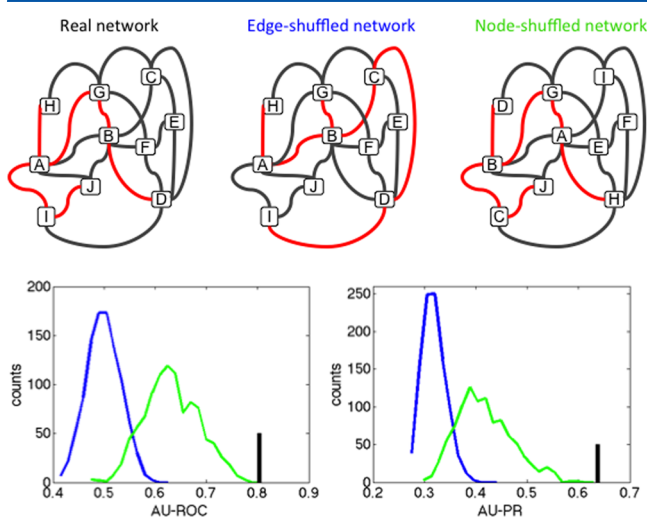 Real network Edge-shuffled network Node-shuffled network
C C I
H G H G D G
B E B E A F
A F A F B E
J J J
I D I D C H
200 250
150 200
100 150
50 100
0 50
0
counts counts
0.4 0.5 0.6 0.7 0.8 0.9 0.2 0.3 0.4 0.5 0.6 0.7
AU-ROC AU-PR